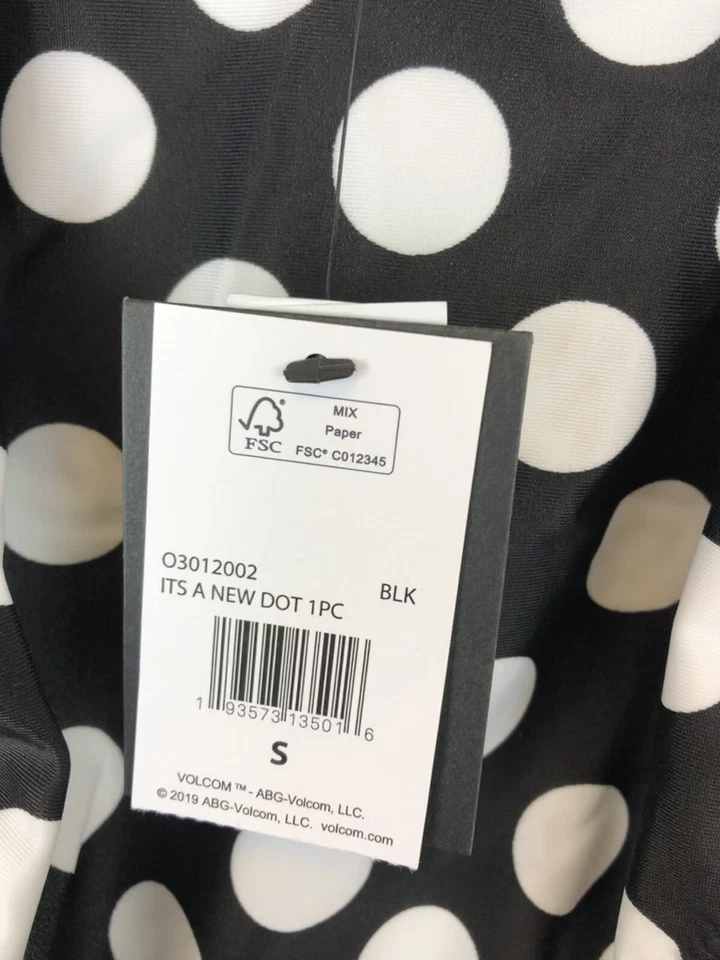 MIX
Paper
FSC
FSC® C012345
O3012002
ITS A NEW DOT 1PC
BLK
1 93573 13501 6
S
VOLCOM ™ - ABG-Volcom, LLC.
© 2019 ABG-Volcom, LLC. volcom.com